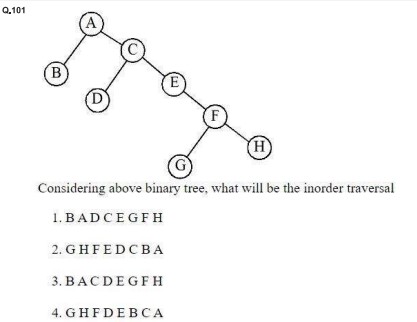 Q.101
A
C
B
E
D
F
H
G
Considering above binary tree, what will be the inorder traversal
1. B A D C E G F H
2. G H F E D C B A
3. B A C D E G F H
4. G H F D E B C A